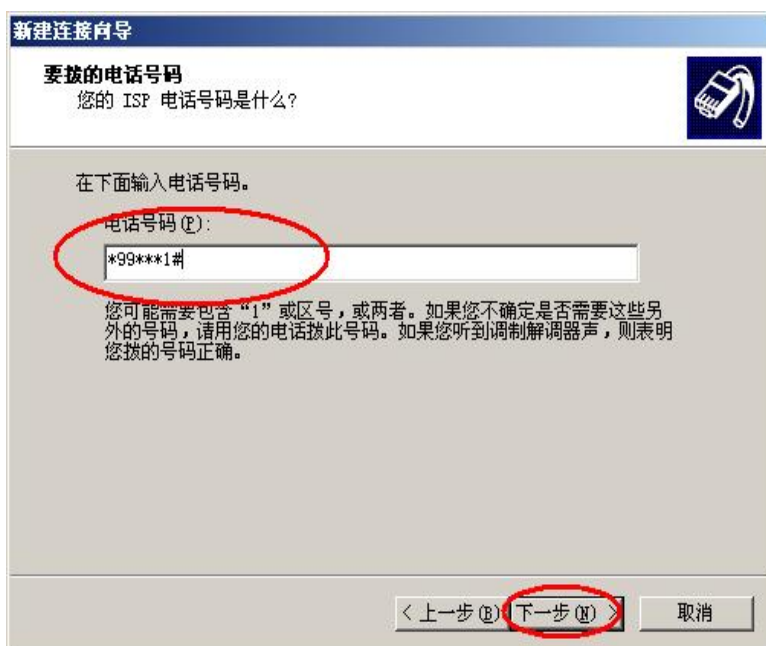 新建连接向导
要拨的电话号码
您的 ISP 电话号码是什么?
在下面输入电话号码。
电话号码(P):
*99***1#
您可能需要包含“1”或区号，或两者。如果您不确定是否需要这些另
外的号码，请用您的电话拨此号码。如果您听到调制解调器声，则表明
您拨的号码正确。
< 上一步(B) 下一步(N) > 取消